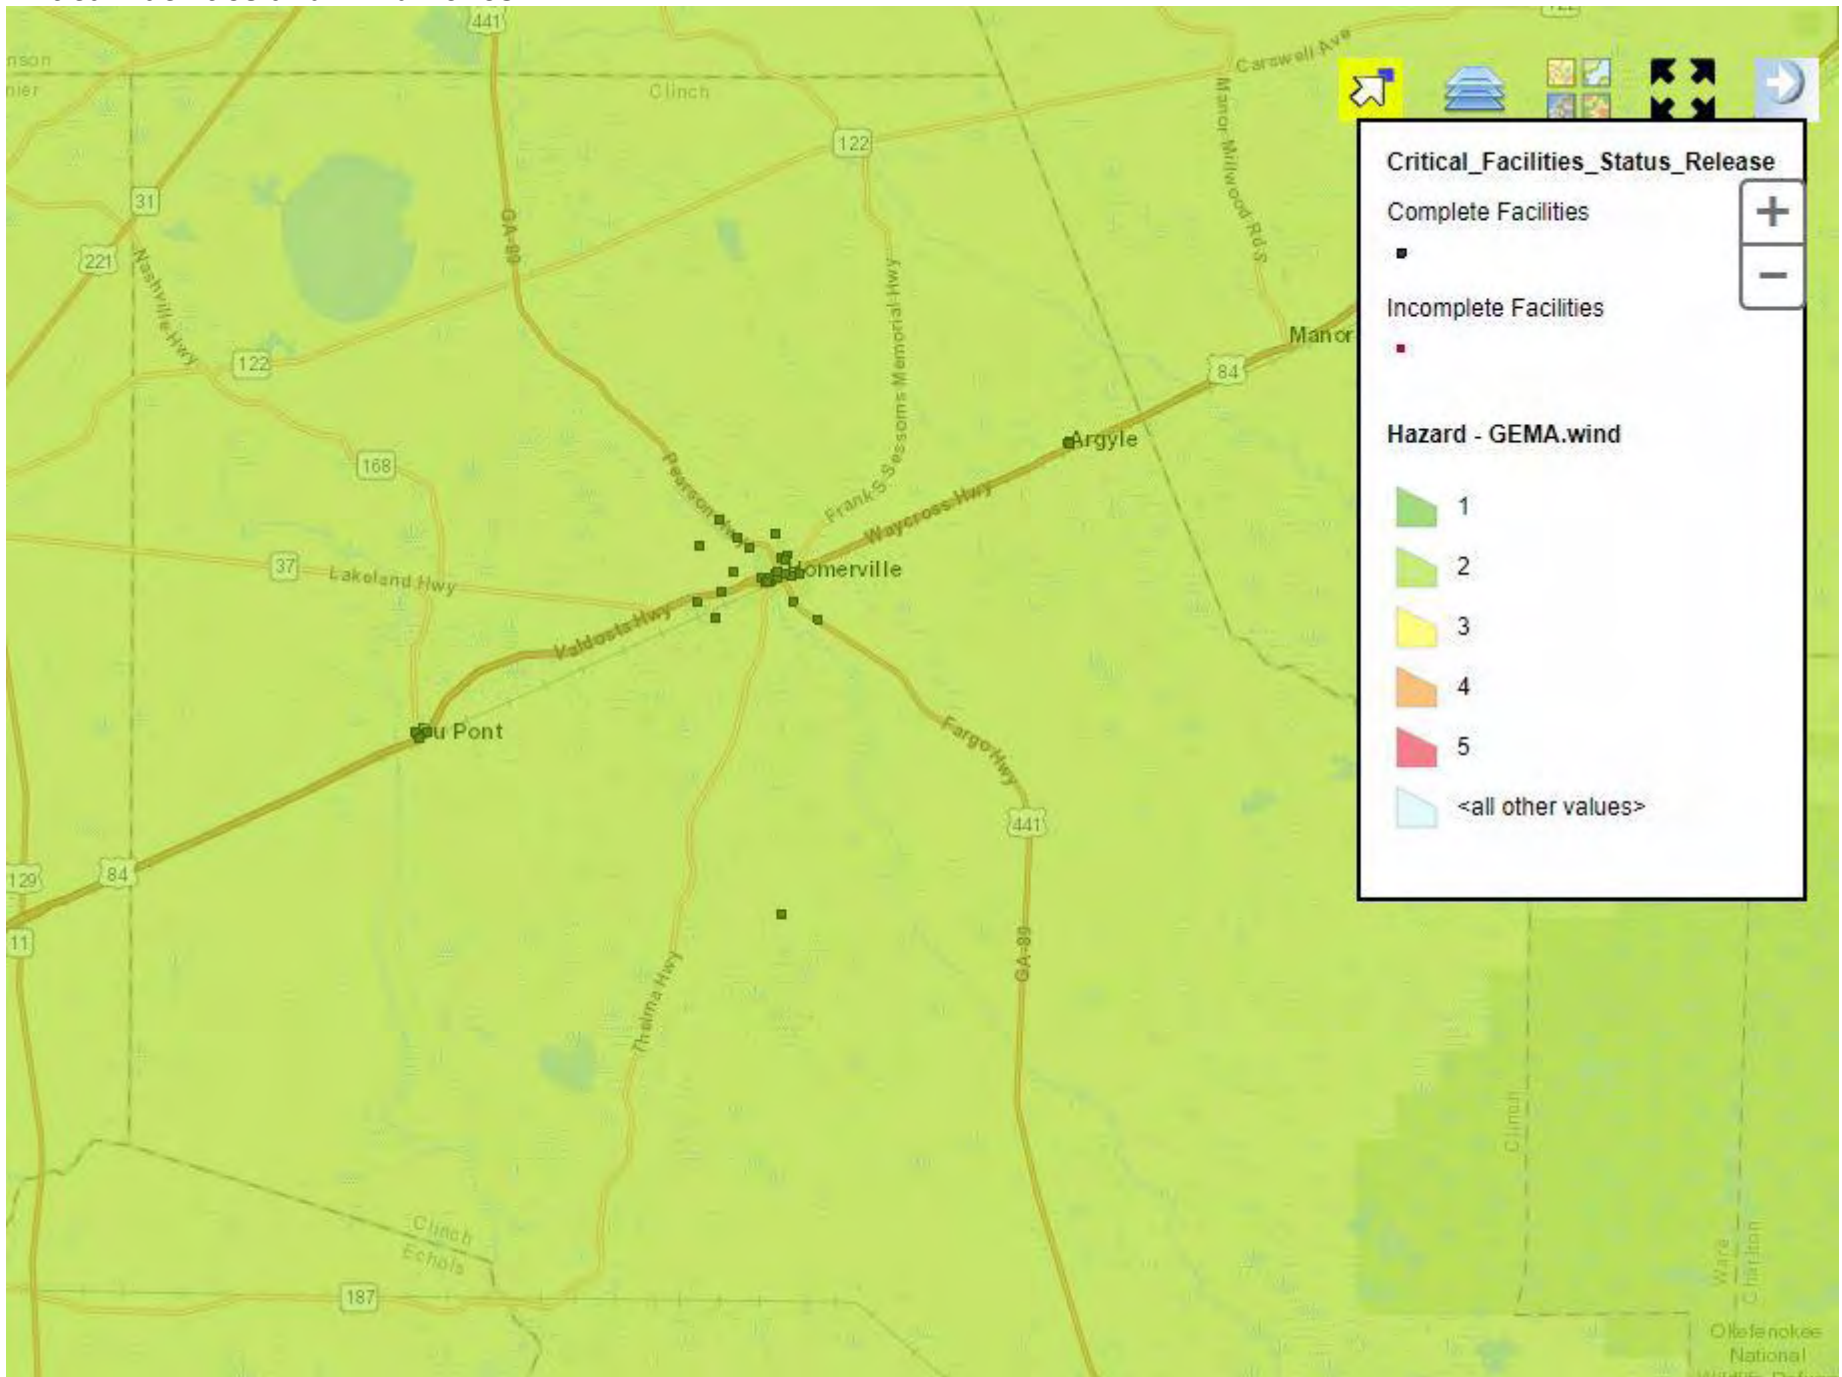 441
Carswell Ave
Clinch
122
Manor Millwood Rd S
31
GA-89
221
Nashville Hwy
122
Frank S Sessoms Memorial Hwy
Manor
84
Argyle
168
Pearson Hwy
Waycross Hwy
37
Lakeland Hwy
Homerville
Valdosta Hwy
Du Pont
Fargo Hwy
441
129
84
11
GA-89
Thelma Hwy
Clinch
Clinch
Echols
187
Ware
Charlton
Okefenokee
National
Critical_Facilities_Status_Release
Complete Facilities
Incomplete Facilities
+
−
Hazard - GEMA.wind
1
2
3
4
5
<all other values>